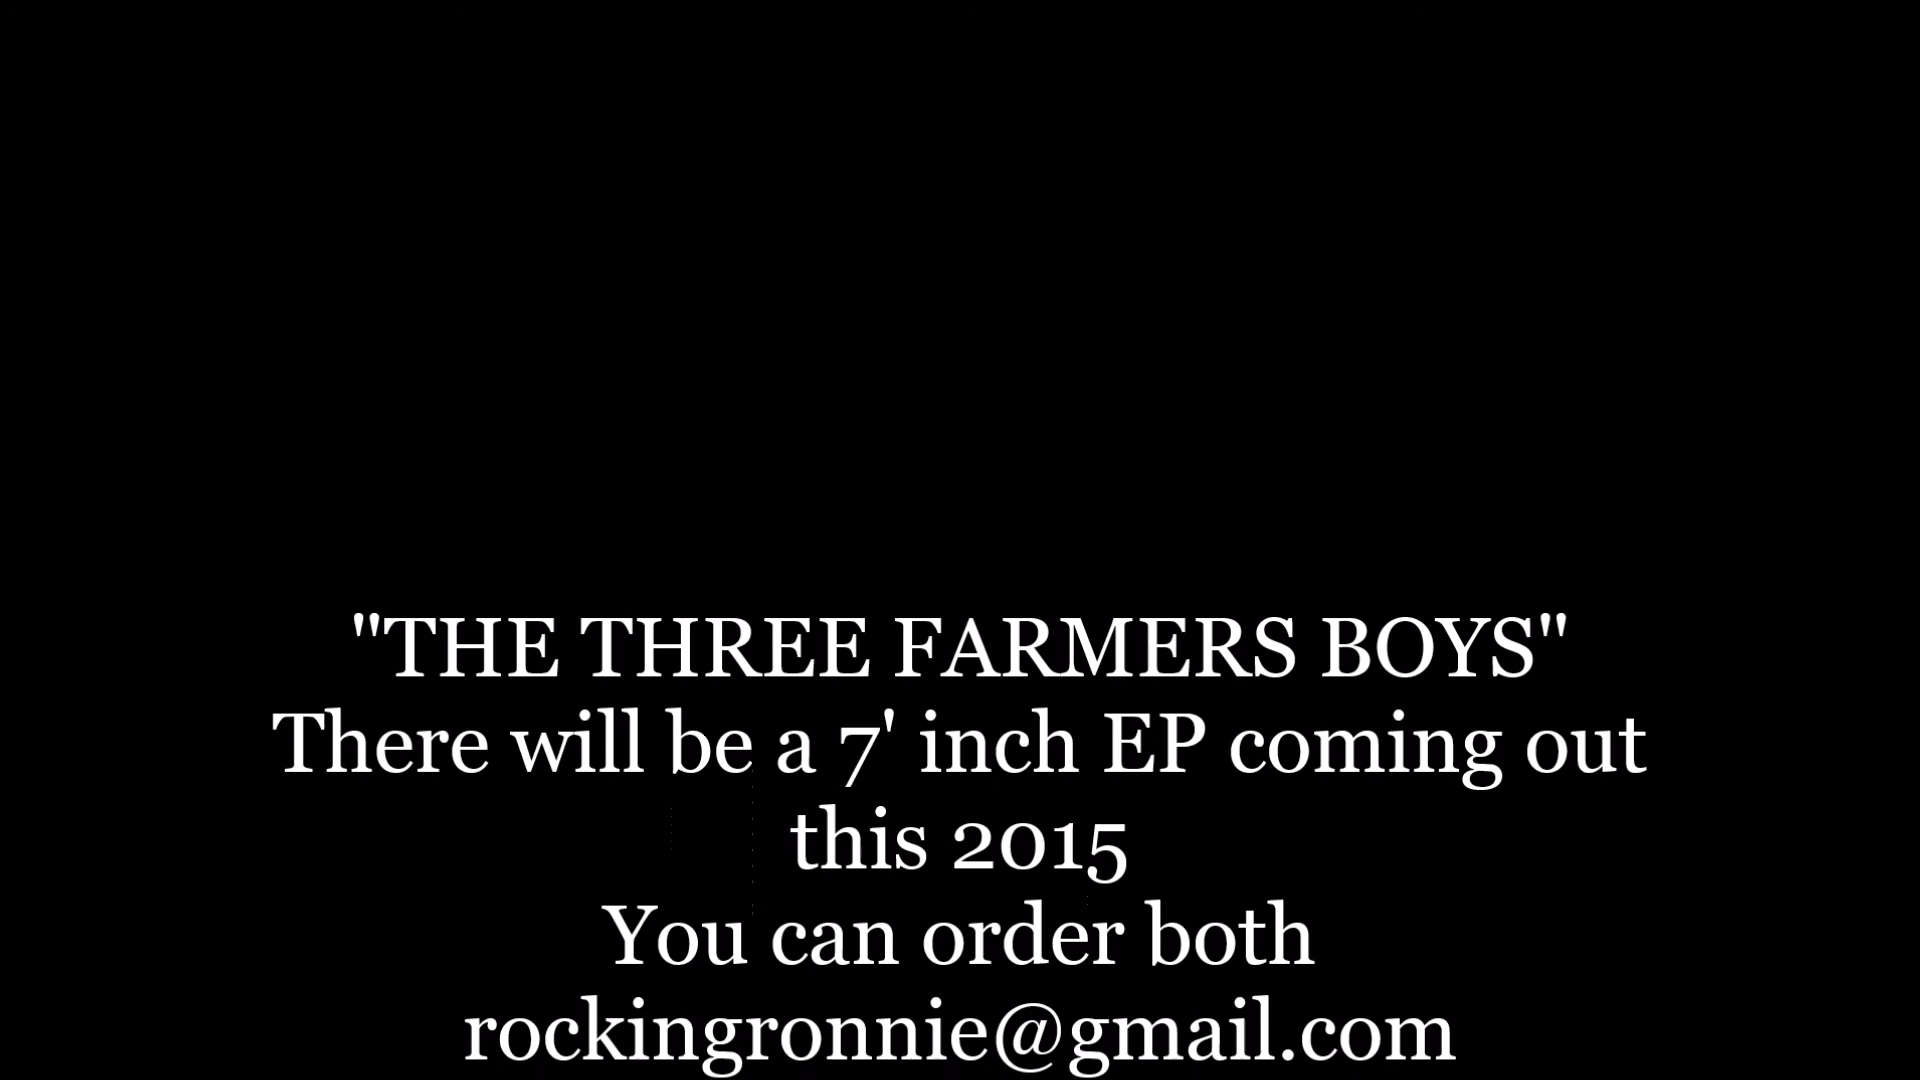 "THE THREE FARMERS BOYS"
There will be a 7' inch EP coming out
this 2015
You can order both
rockingronnie@gmail.com